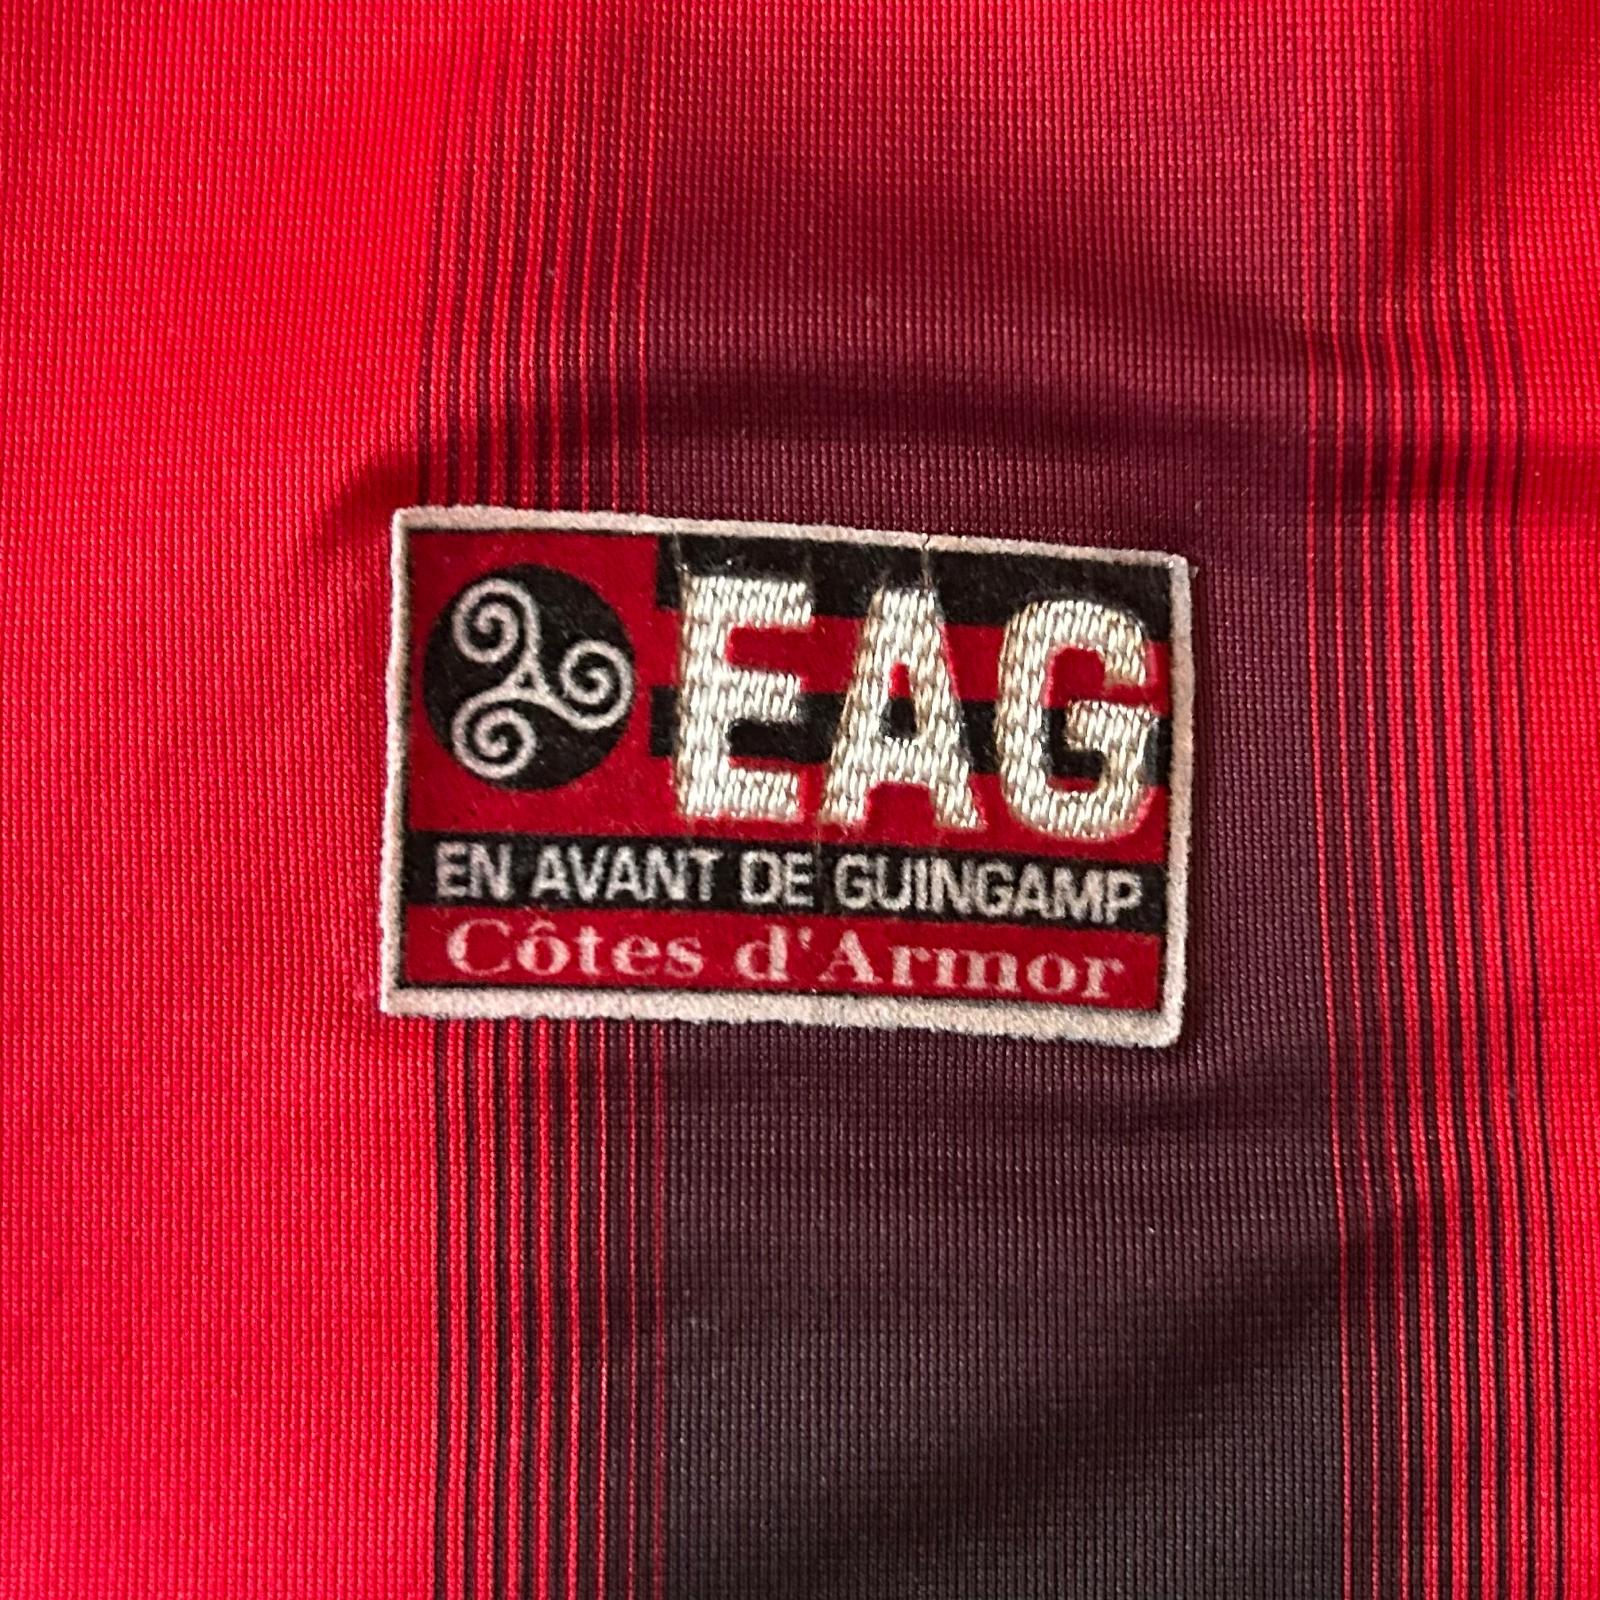 EAG
EN AVANT DE GUINGAMP
Côtes d'Armor